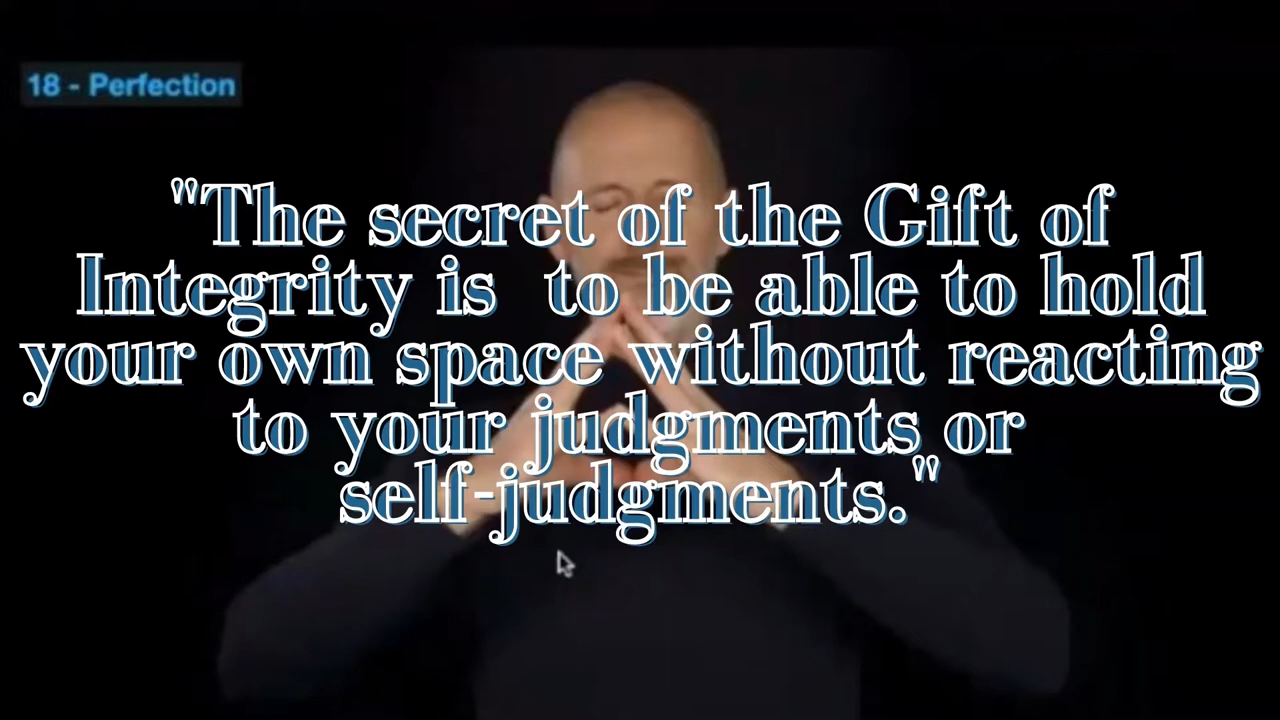 18 - Perfection
"The secret of the Gift of
Integrity is  to be able to hold
your own space without reacting
to your judgments or
self-judgments."